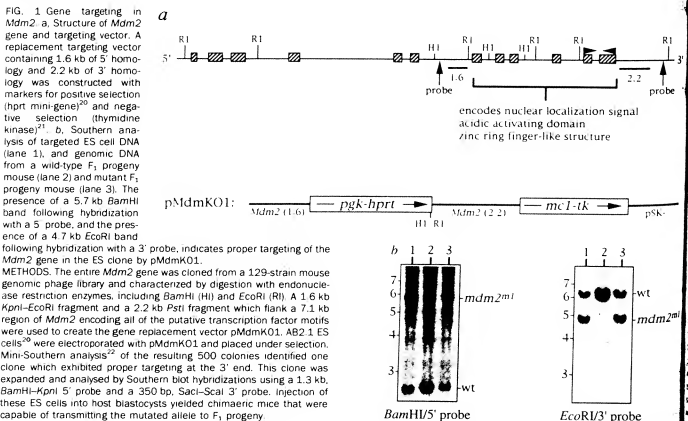 FIG. 1 Gene targeting in
Mdm2. a, Structure of Mdm2
gene and targeting vector. A
replacement targeting vector
containing 1.6 kb of 5′ homo-
logy and 2.2 kb of 3′ homo-
logy was constructed with
markers for positive selection
(hprt mini-gene)20 and nega-
tive selection (thymidine
kinase)21. b, Southern ana-
lysis of targeted ES cell DNA
(lane 1), and genomic DNA
from a wild-type F1 progeny
mouse (lane 2) and mutant F1
progeny mouse (lane 3). The
presence of a 5.7 kb BamHI
band following hybridization
with a 5′ probe, and the pres-
ence of a 4.7 kb EcoRI band
following hybridization with a 3′ probe, indicates proper targeting of the
Mdm2 gene in the ES clone by pMdmKO1.
METHODS. The entire Mdm2 gene was cloned from a 129-strain mouse
genomic phage library and characterized by digestion with endonucle-
ase restriction enzymes, including BamHI (HI) and EcoRI (RI). A 1.6 kb
KpnI–EcoRI fragment and a 2.2 kb PstI fragment which flank a 7.1 kb
region of Mdm2 encoding all of the putative transcription factor motifs
were used to create the gene replacement vector pMdmKO1. AB2.1 ES
cells20 were electroporated with pMdmKO1 and placed under selection.
Mini-Southern analysis22 of the resulting 500 colonies identified one
clone which exhibited proper targeting at the 3′ end. This clone was
expanded and analysed by Southern blot hybridizations using a 1.3 kb,
BamHI–KpnI 5′ probe and a 350 bp, SacI–ScaI 3′ probe. Injection of
these ES cells into host blastocysts yielded chimaeric mice that were
capable of transmitting the mutated allele to F1 progeny.
a
R1 R1 H1 R1 H1 R1 R1 R1
5′ 3′
1.6 2.2
probe probe
encodes nuclear localization signal
acidic activating domain
zinc ring finger-like structure
pMdmKO1: pgk-hprt mc1-tk
Mdm2 (1.6) Mdm2 (2.2) pSK-
H1 R1
b 1 2 3
7
6
5
4
3
mdm2m1
wt
BamHI/5′ probe
1 2 3
7
6
5
4
3
wt
mdm2m1
EcoRI/3′ probe